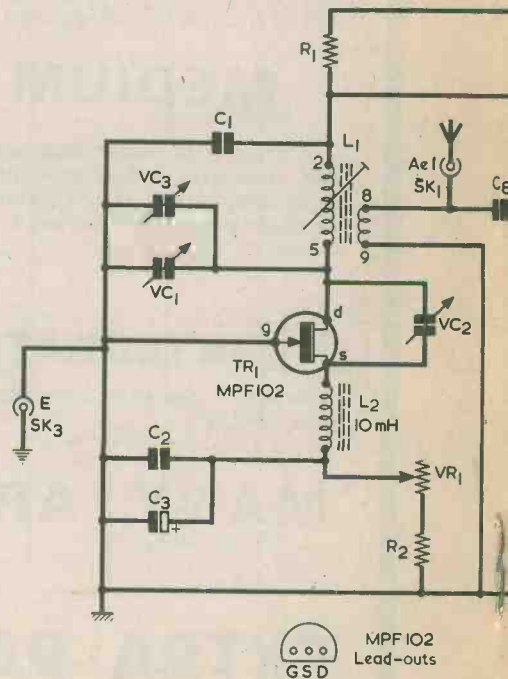 R1
C1
L1
2
VC3
8
Ae1
SK1
C8
5
9
VC1
d
g
VC2
s
TR1
MPF102
E
SK3
L2
10mH
C2
VR1
C3
+
R2
MPF102
Lead-outs
G S D